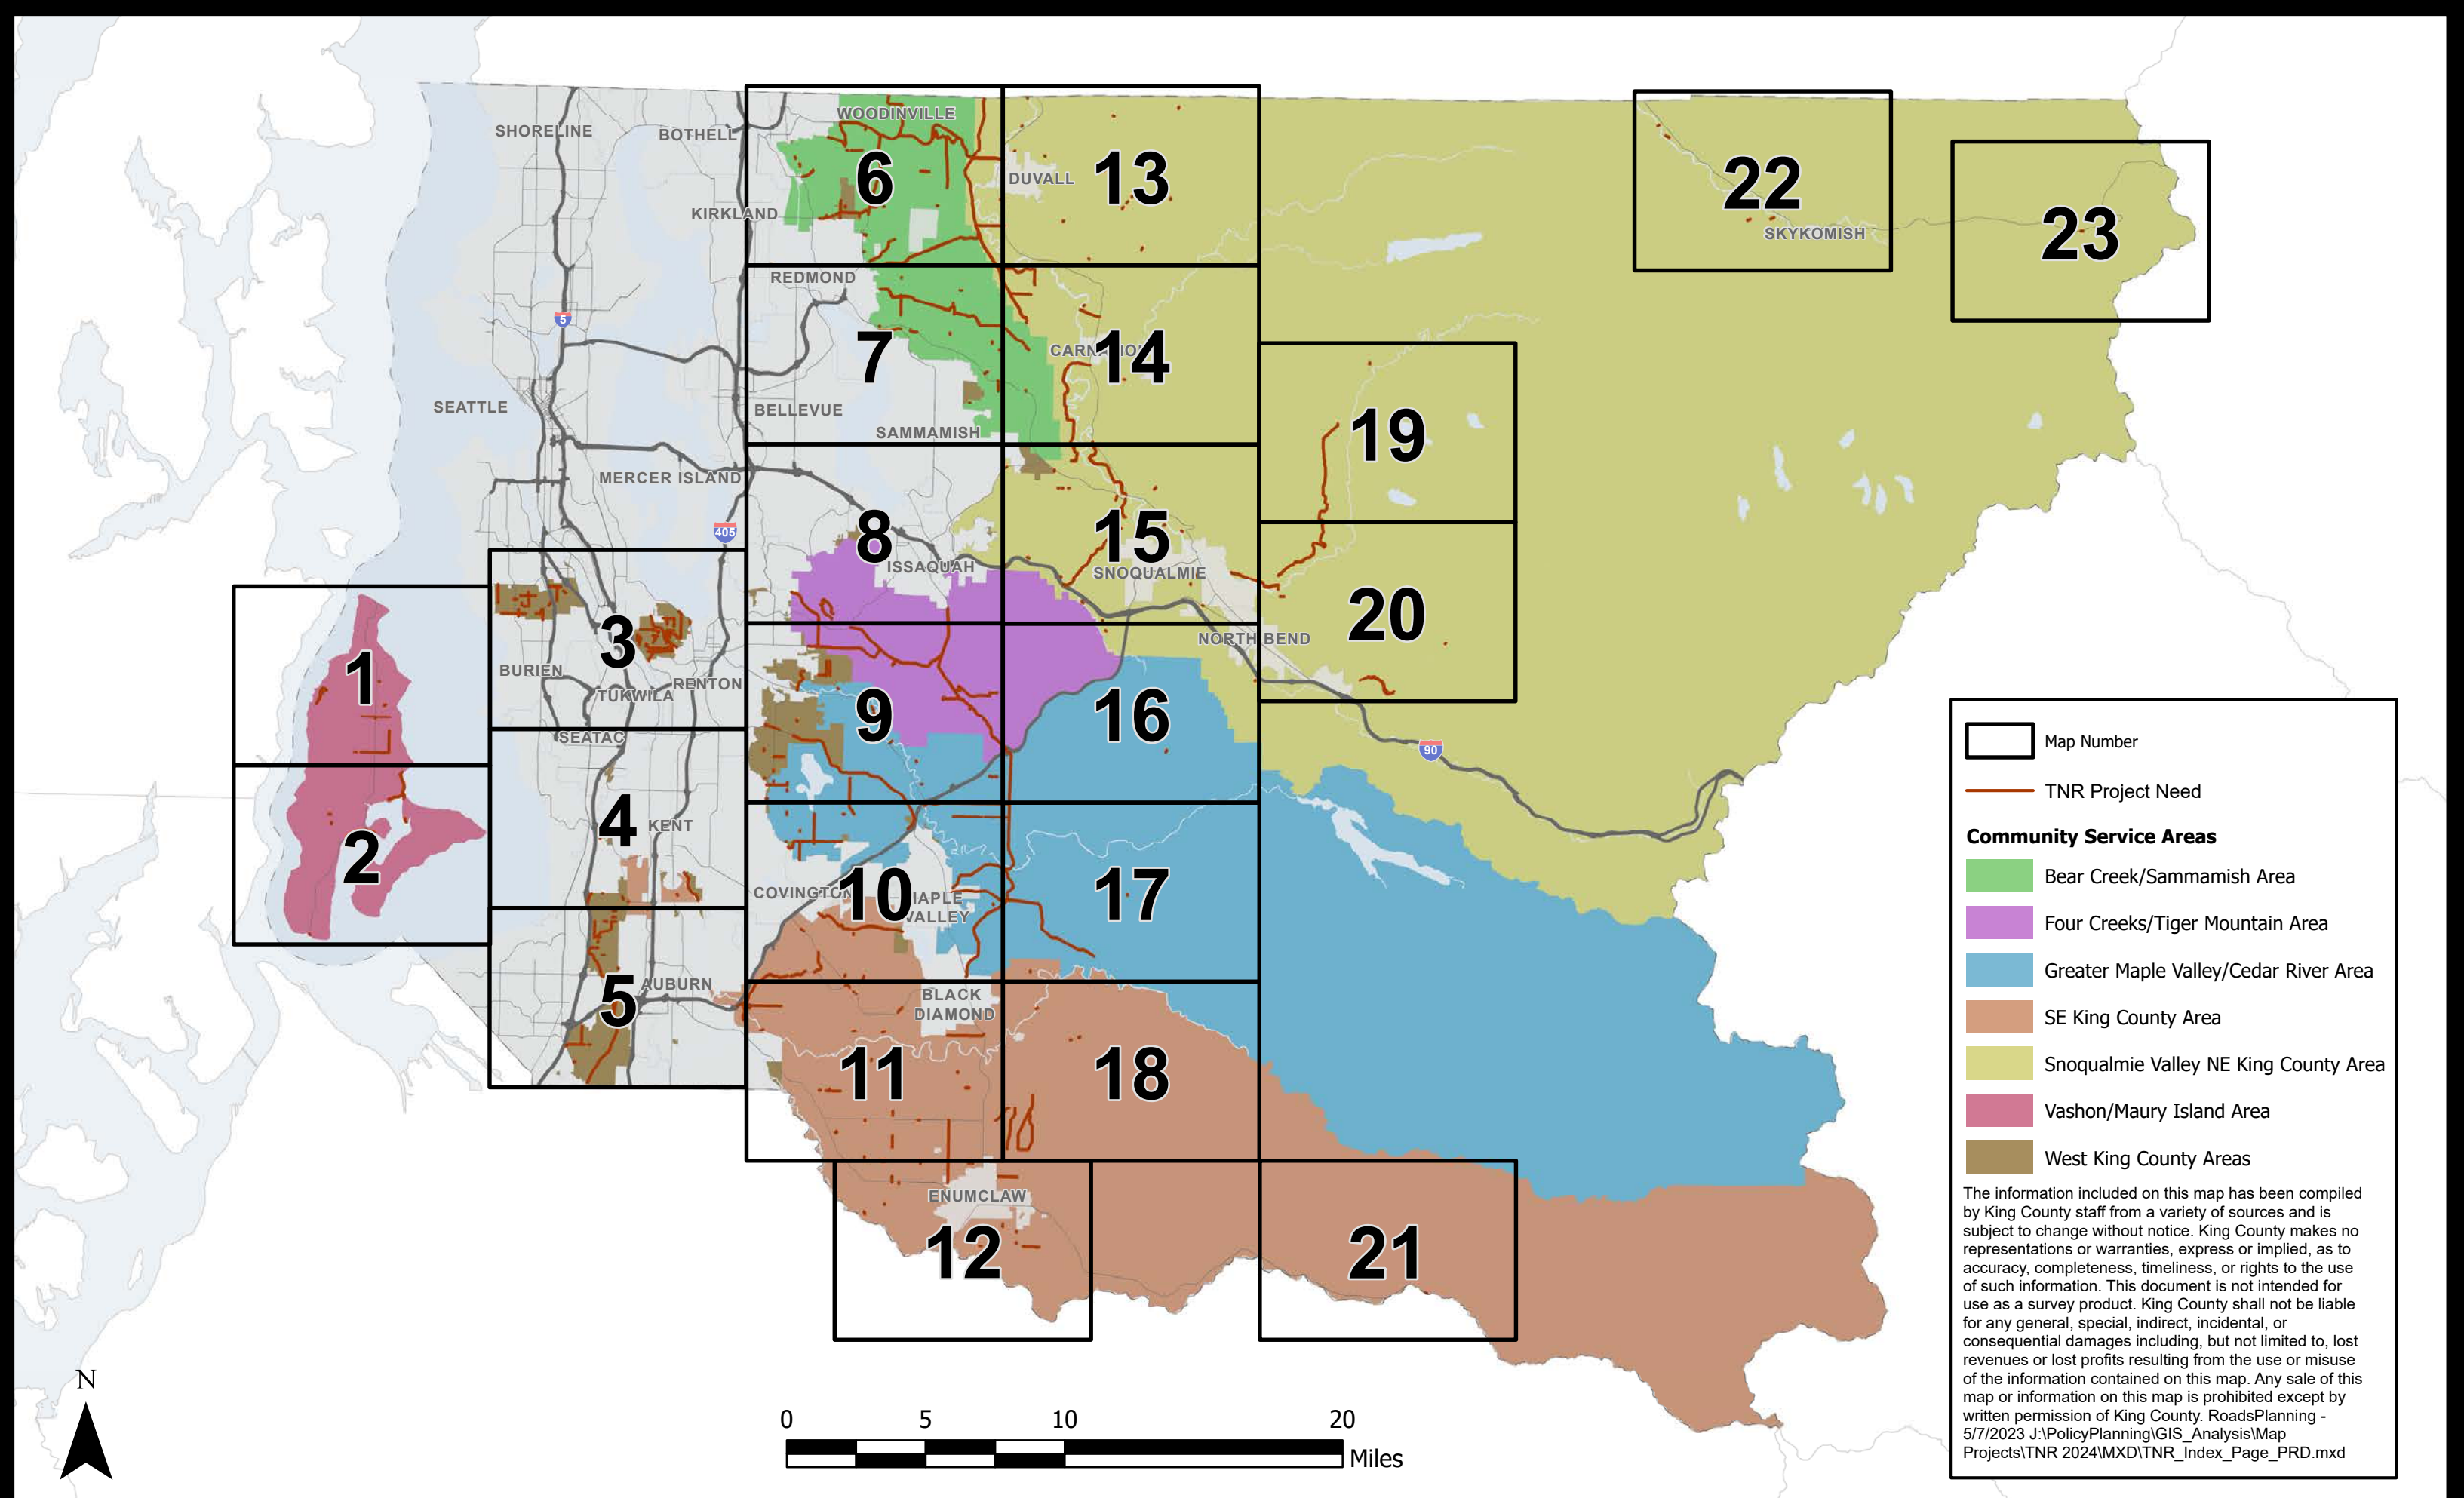 WOODINVILLE
SHORELINE
BOTHELL
6
13
DUVALL
22
SKYKOMISH
23
KIRKLAND
REDMOND
5
7
CARNATION
14
SEATTLE
BELLEVUE
SAMMAMISH
19
MERCER ISLAND
405
8
15
ISSAQUAH
SNOQUALMIE
20
3
NORTH BEND
1
BURIEN
RENTON
TUKWILA
9
16
SEATAC
90
4
KENT
2
COVINGTON
10
MAPLE
VALLEY
17
5
AUBURN
BLACK
DIAMOND
11
18
ENUMCLAW
12
21
Map Number
TNR Project Need
Community Service Areas
Bear Creek/Sammamish Area
Four Creeks/Tiger Mountain Area
Greater Maple Valley/Cedar River Area
SE King County Area
Snoqualmie Valley NE King County Area
Vashon/Maury Island Area
West King County Areas
The information included on this map has been compiled
by King County staff from a variety of sources and is
subject to change without notice. King County makes no
representations or warranties, express or implied, as to
accuracy, completeness, timeliness, or rights to the use
of such information. This document is not intended for
use as a survey product. King County shall not be liable
for any general, special, indirect, incidental, or
consequential damages including, but not limited to, lost
revenues or lost profits resulting from the use or misuse
of the information contained on this map. Any sale of this
map or information on this map is prohibited except by
written permission of King County. RoadsPlanning -
5/7/2023 J:\PolicyPlanning\GIS_Analysis\Map
Projects\TNR 2024\MXD\TNR_Index_Page_PRD.mxd
N
0 5 10 20
Miles